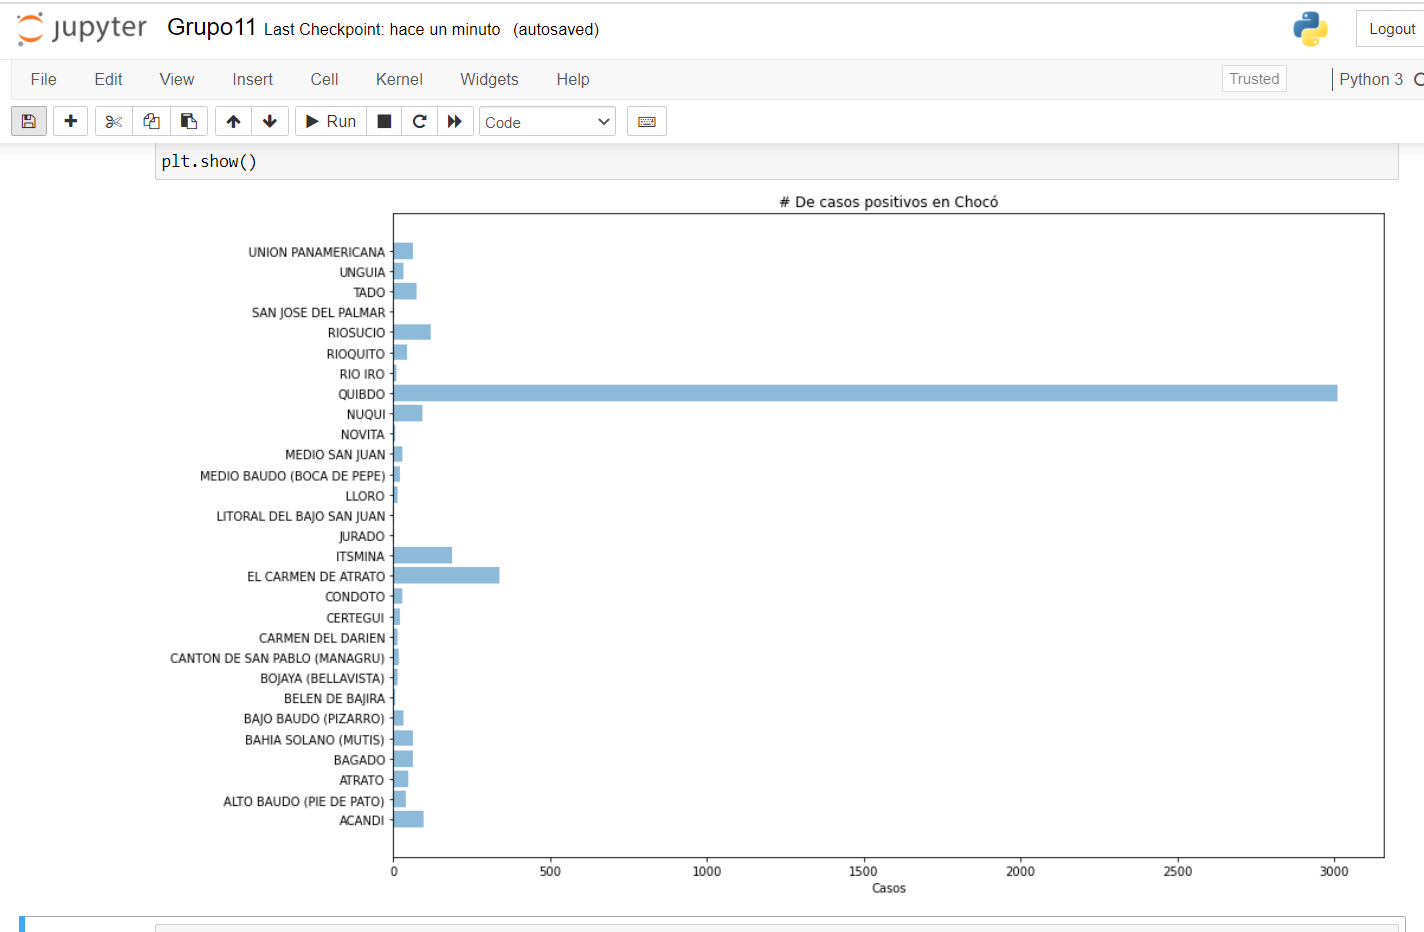 jupyter Grupo11 Last Checkpoint: hace un minuto (autosaved) Logout
File Edit View Insert Cell Kernel Widgets Help Trusted Python 3
Run Code
plt.show()
# De casos positivos en Chocó
UNION PANAMERICANA
UNGUIA
TADO
SAN JOSE DEL PALMAR
RIOSUCIO
RIOQUITO
RIO IRO
QUIBDO
NUQUI
NOVITA
MEDIO SAN JUAN
MEDIO BAUDO (BOCA DE PEPE)
LLORO
LITORAL DEL BAJO SAN JUAN
JURADO
ITSMINA
EL CARMEN DE ATRATO
CONDOTO
CERTEGUI
CARMEN DEL DARIEN
CANTON DE SAN PABLO (MANAGRU)
BOJAYA (BELLAVISTA)
BELEN DE BAJIRA
BAJO BAUDO (PIZARRO)
BAHIA SOLANO (MUTIS)
BAGADO
ATRATO
ALTO BAUDO (PIE DE PATO)
ACANDI
0 500 1000 1500 2000 2500 3000
Casos